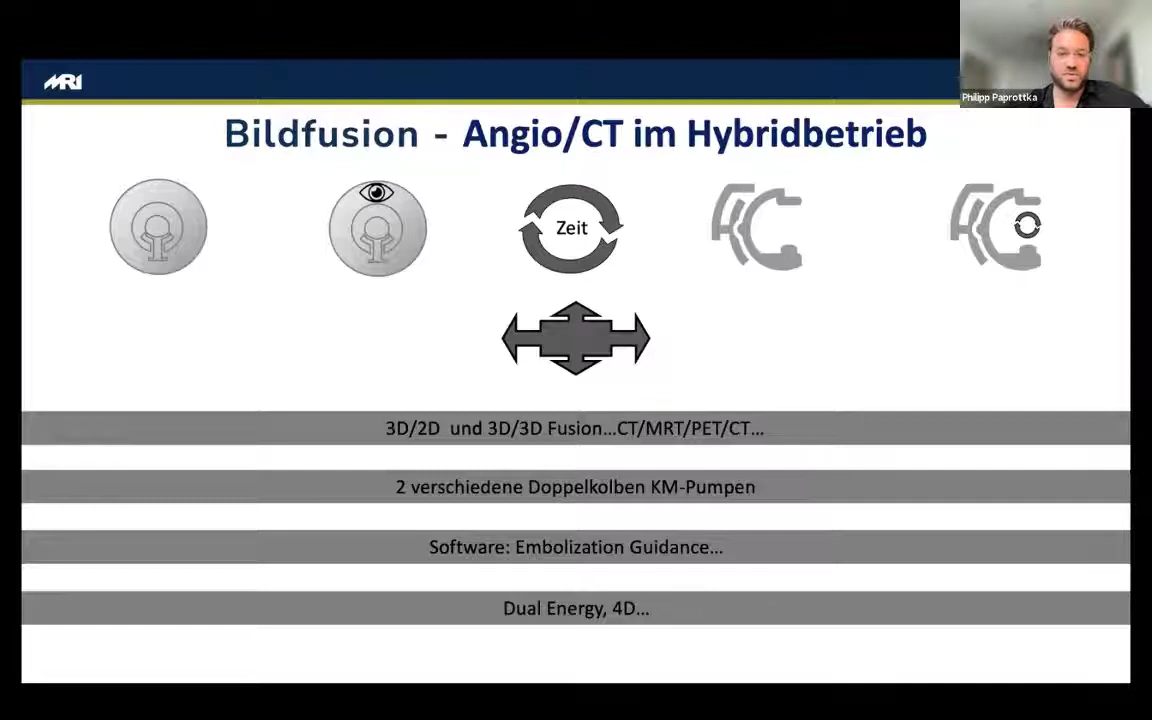 MRI
Philipp Paprottka
Bildfusion - Angio/CT im Hybridbetrieb
Zeit
3D/2D und 3D/3D Fusion...CT/MRT/PET/CT...
2 verschiedene Doppelkolben KM-Pumpen
Software: Embolization Guidance...
Dual Energy, 4D...